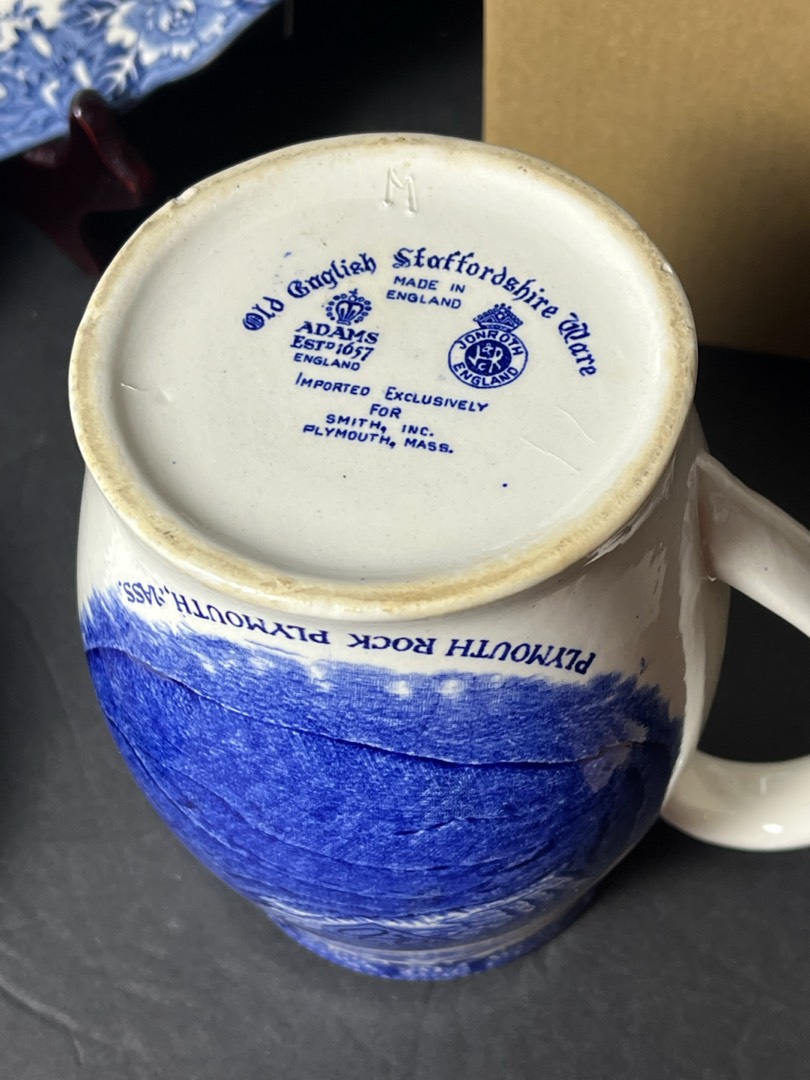 M
Old English Staffordshire Ware
MADE IN
ENGLAND
ADAMS
ESTD 1657
ENGLAND
JONROTH
ENGLAND
IMPORTED EXCLUSIVELY
FOR
SMITH, INC.
PLYMOUTH, MASS.
PLYMOUTH ROCK PLYMOUTH, MASS.